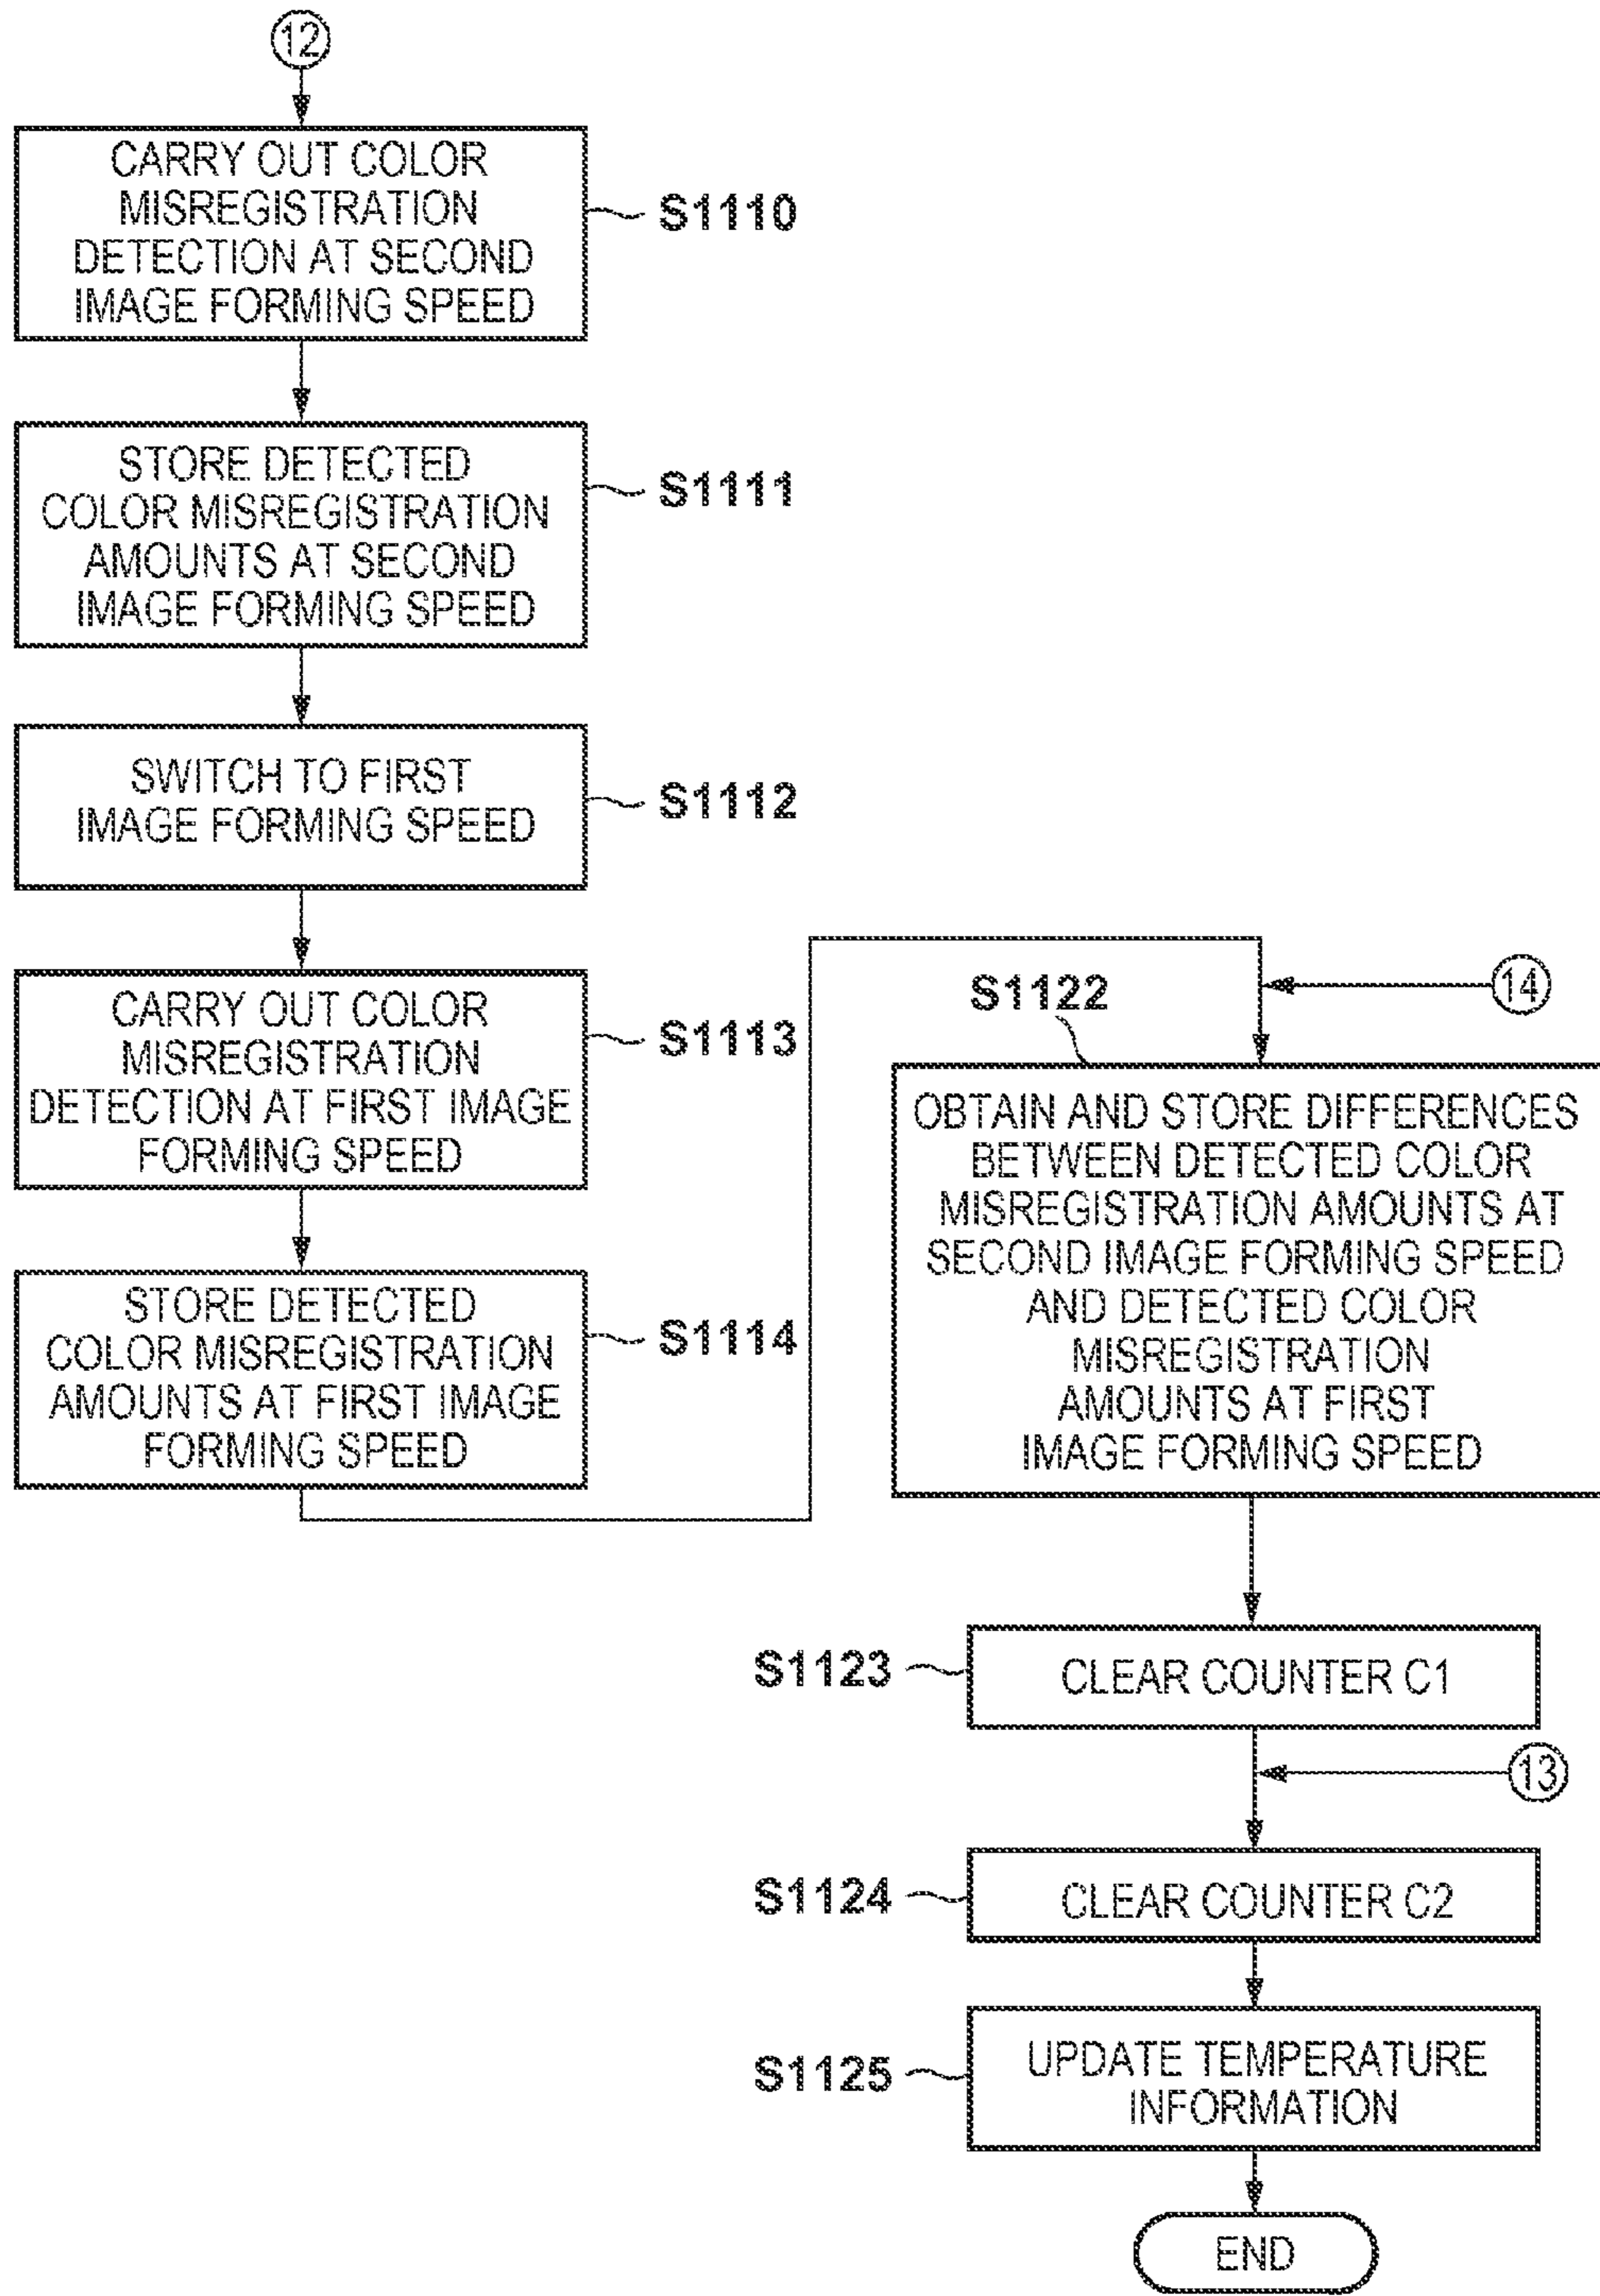 12
CARRY OUT COLOR
MISREGISTRATION
DETECTION AT SECOND
IMAGE FORMING SPEED
S1110
STORE DETECTED
COLOR MISREGISTRATION
AMOUNTS AT SECOND
IMAGE FORMING SPEED
S1111
SWITCH TO FIRST
IMAGE FORMING SPEED
S1112
CARRY OUT COLOR
MISREGISTRATION
DETECTION AT FIRST IMAGE
FORMING SPEED
S1113
STORE DETECTED
COLOR MISREGISTRATION
AMOUNTS AT FIRST IMAGE
FORMING SPEED
S1114
14
S1122
OBTAIN AND STORE DIFFERENCES
BETWEEN DETECTED COLOR
MISREGISTRATION AMOUNTS AT
SECOND IMAGE FORMING SPEED
AND DETECTED COLOR
MISREGISTRATION
AMOUNTS AT FIRST
IMAGE FORMING SPEED
S1123
CLEAR COUNTER C1
13
S1124
CLEAR COUNTER C2
S1125
UPDATE TEMPERATURE
INFORMATION
END